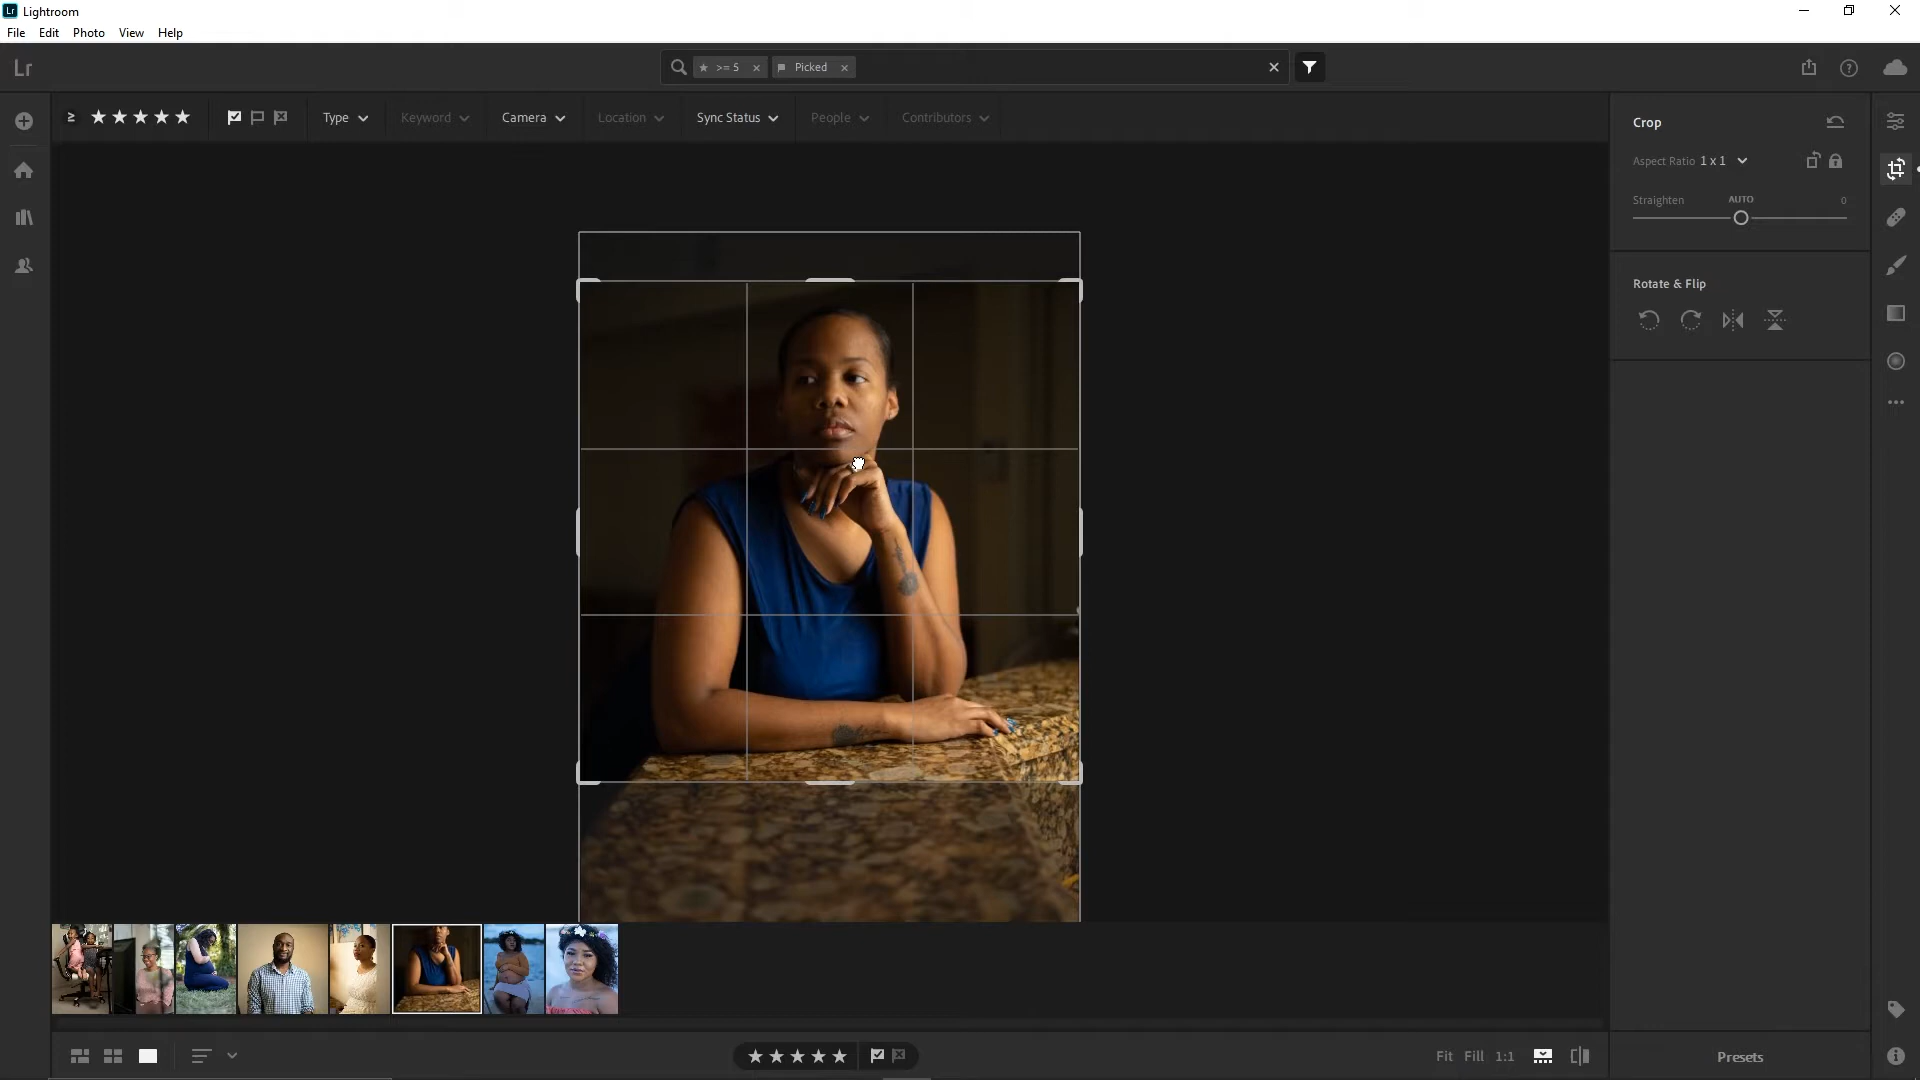 Lr Lightroom
File Edit Photo View Help
Lr
>= 5 Picked
≥ Type Keyword Camera Location Sync Status People Contributors
Crop
Aspect Ratio 1 x 1
Straighten AUTO 0
Rotate & Flip
Fit Fill 1:1
Presets